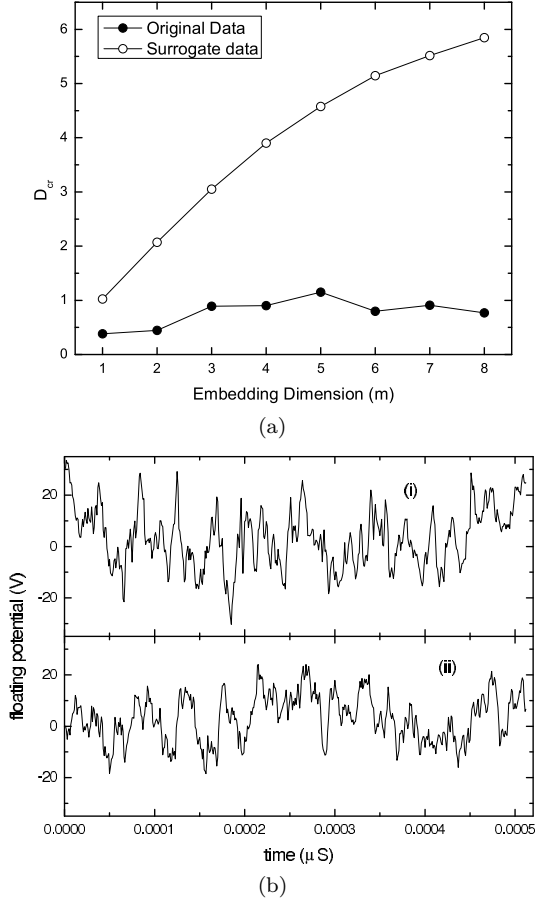 6
5
4
3
2
1
0
D_cr
Original Data
Surrogate data
1 2 3 4 5 6 7 8
Embedding Dimension (m)
(a)
20
0
-20
(i)
20
0
-20
(ii)
floating potential (V)
0.0000 0.0001 0.0002 0.0003 0.0004 0.0005
time (μ S)
(b)